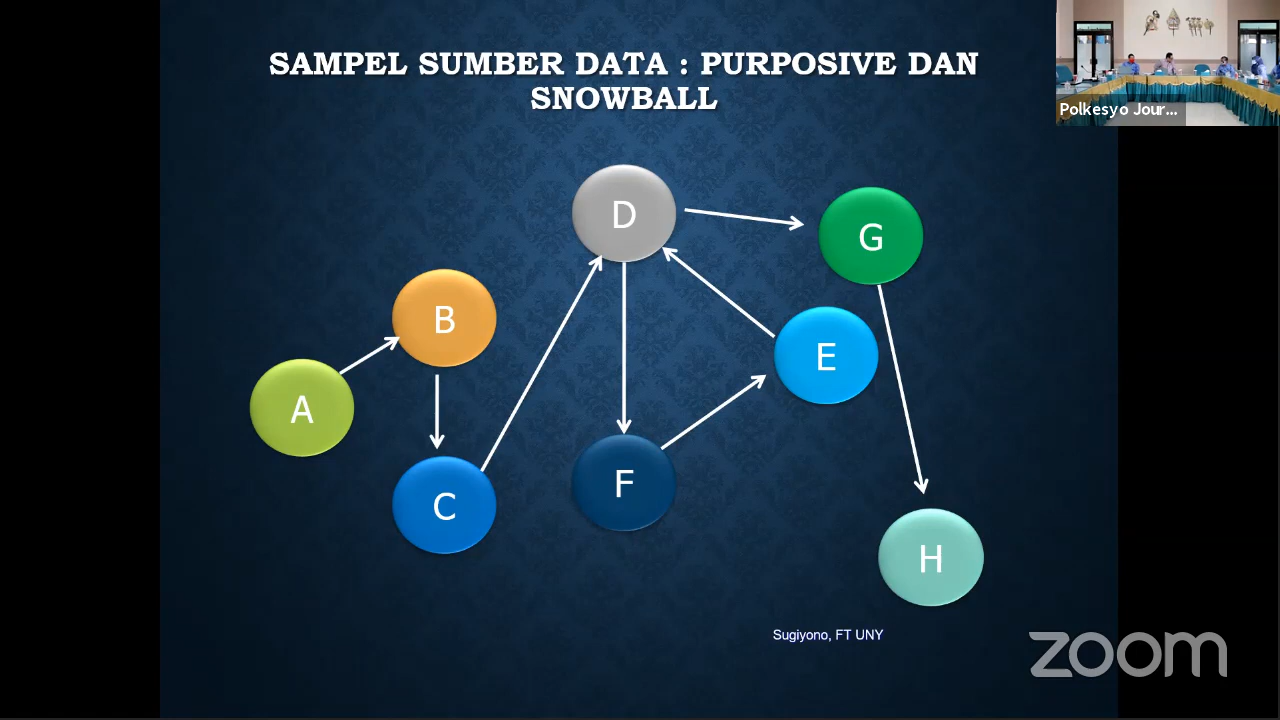 SAMPEL SUMBER DATA : PURPOSIVE DAN
SNOWBALL
Polkesyo Jour...
D
G
B
E
A
F
C
H
Sugiyono, FT UNY
zoom